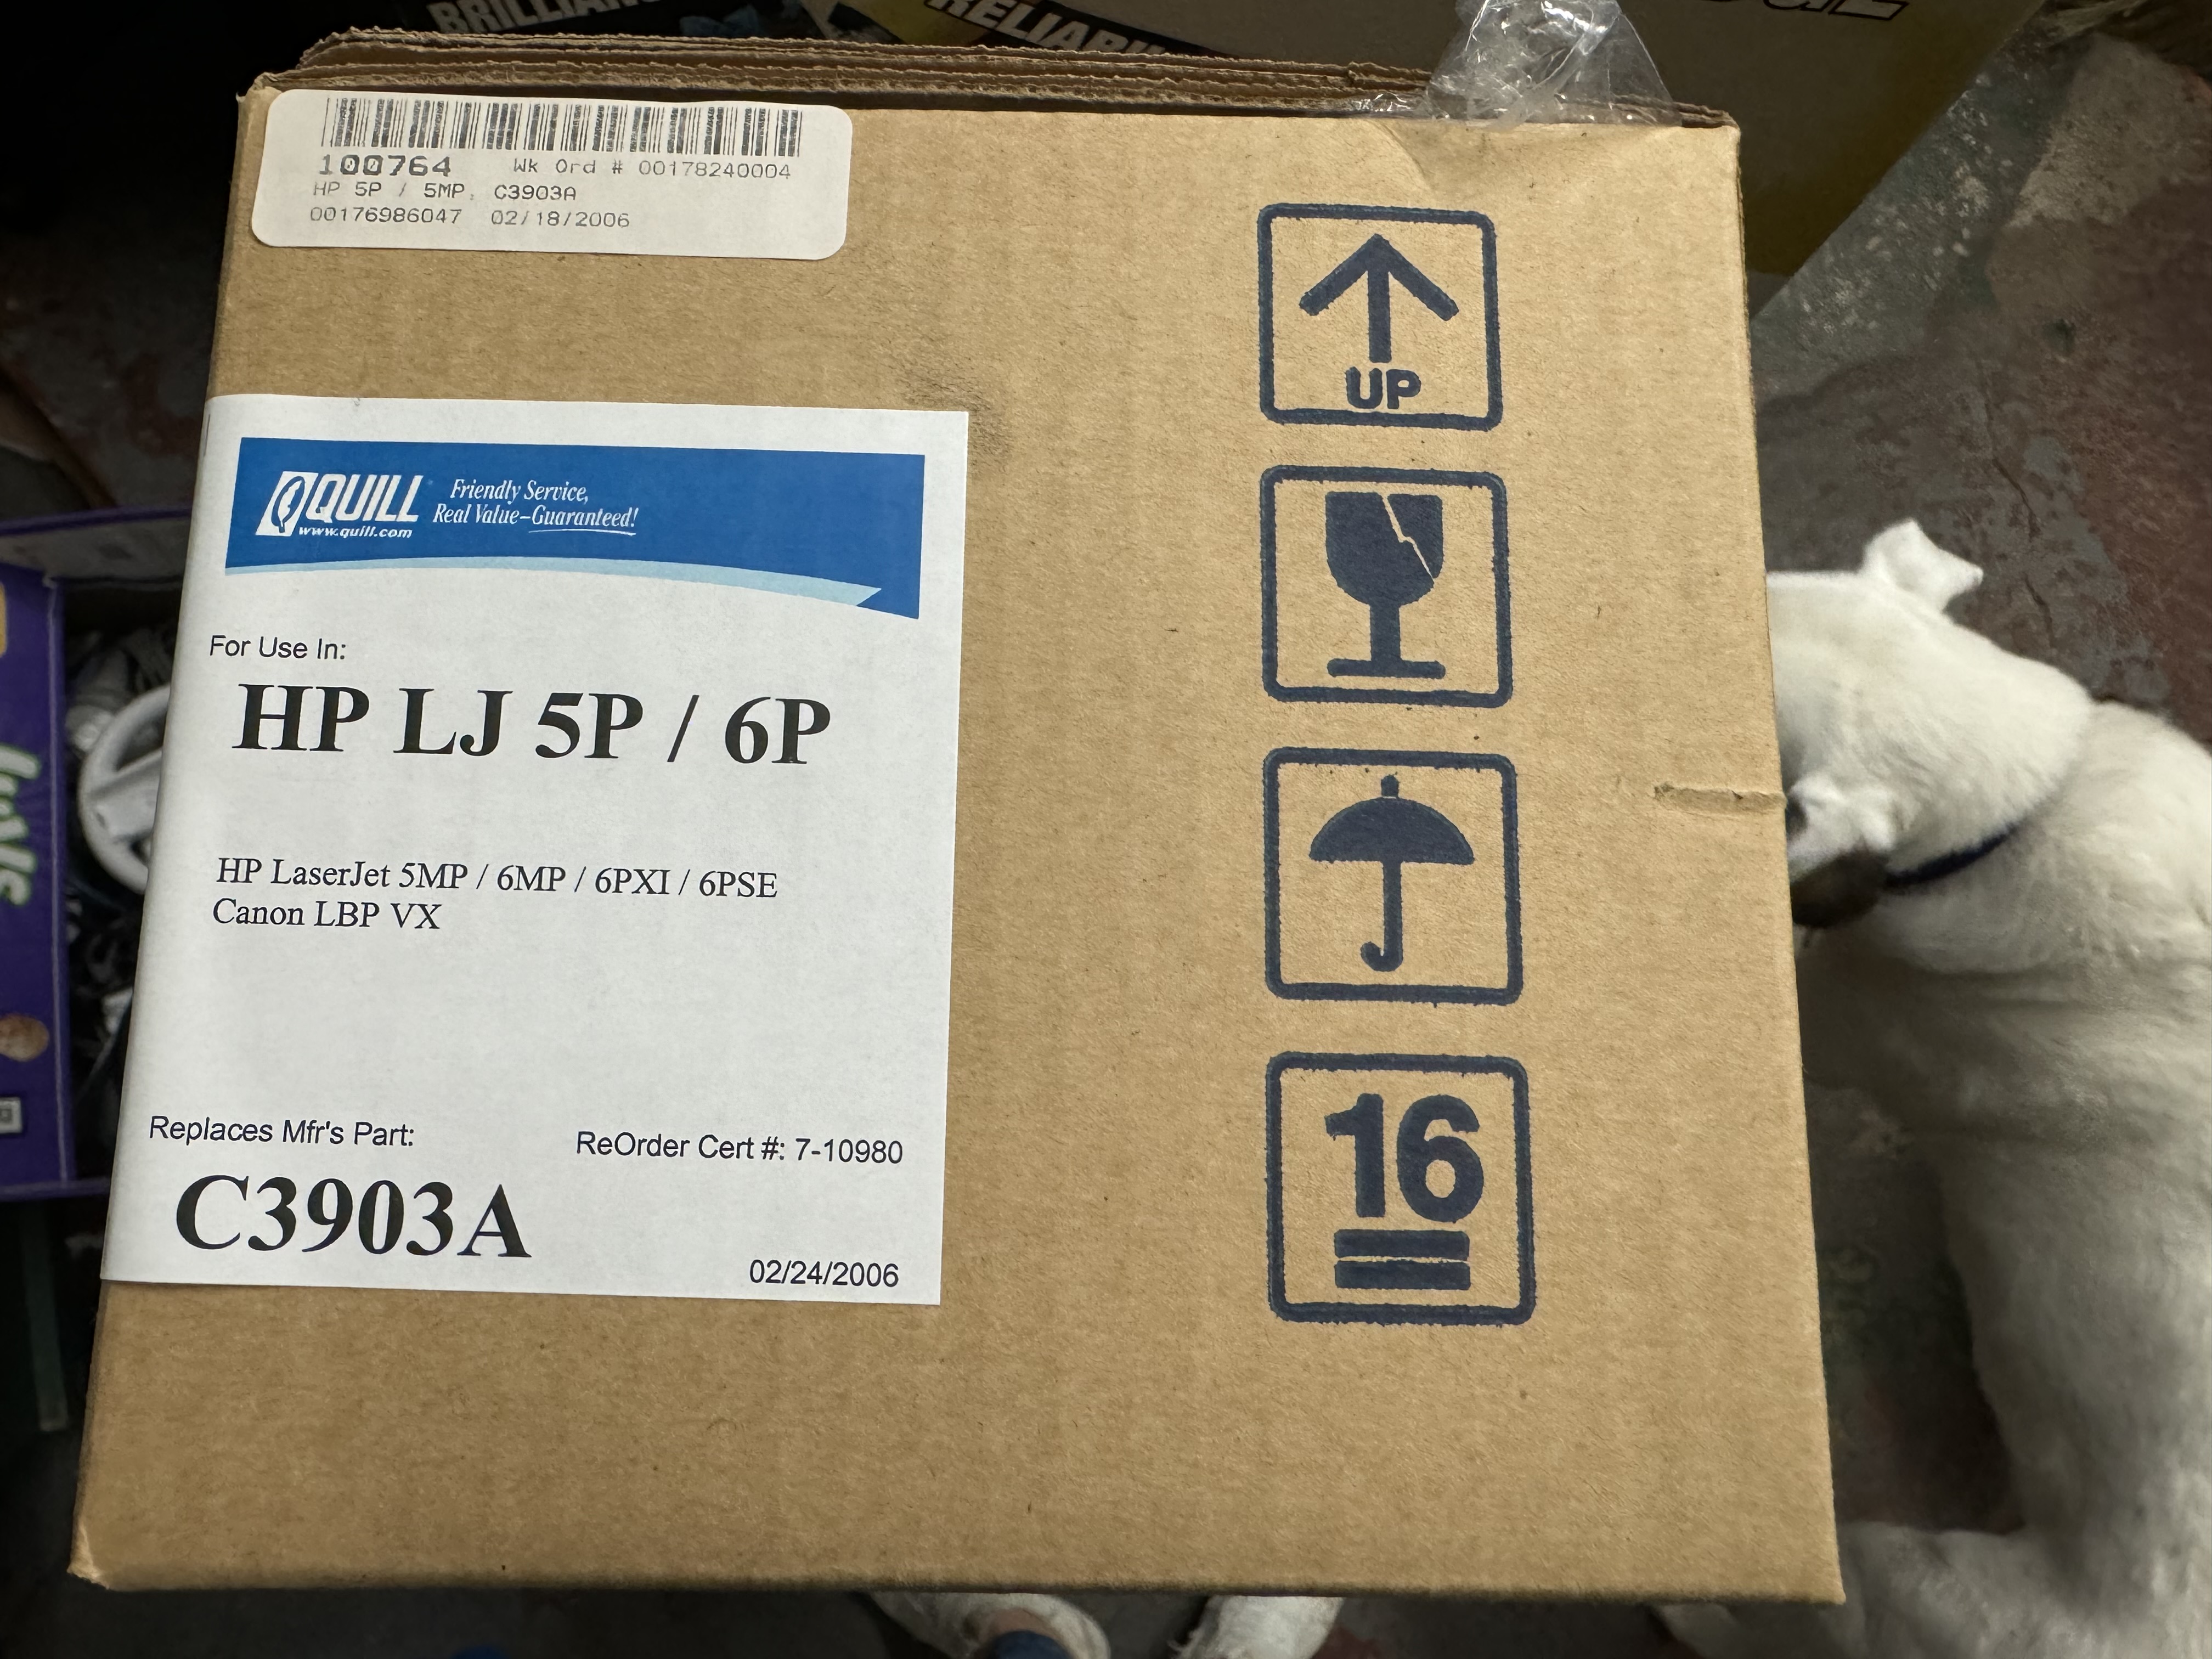 BRILLIAN
RELIABI
100764 Wk Ord # 00178240004
HP 5P / 5MP, C3903A
00176986047 02/18/2006
UP
QUILL
www.quill.com
Friendly Service,
Real Value–Guaranteed!
For Use In:
HP LJ 5P / 6P
HP LaserJet 5MP / 6MP / 6PXI / 6PSE
Canon LBP VX
Replaces Mfr's Part:
ReOrder Cert #: 7-10980
C3903A
02/24/2006
16